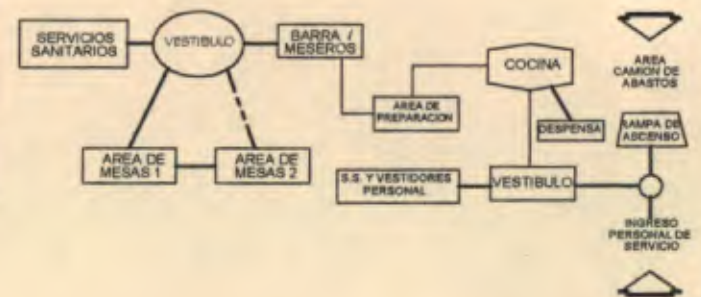 SERVICIOS
SANITARIOS
VESTIBULO
BARRA /
MESEROS
AREA DE
PREPARACION
COCINA
DESPENSA
AREA
CAMION DE
ABASTOS
RAMPA DE
ASCENSO
AREA DE
MESAS 1
AREA DE
MESAS 2
S.S. Y VESTIDORES
PERSONAL
VESTIBULO
INGRESO
PERSONAL DE
SERVICIO